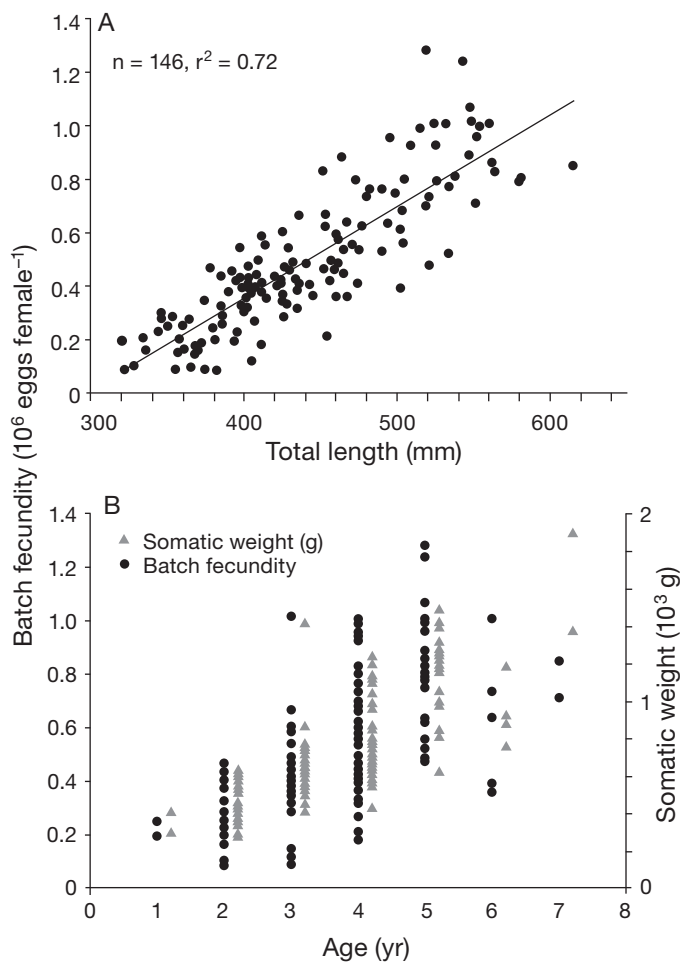 A
n = 146, r² = 0.72
1.4
1.2
1.0
0.8
0.6
0.4
0.2
0
300 400 500 600
Total length (mm)
Batch fecundity (10⁶ eggs female⁻¹)
B
Somatic weight (g)
Batch fecundity
1.4
1.2
1.0
0.8
0.6
0.4
0.2
0
2
1
0
Somatic weight (10³ g)
0 1 2 3 4 5 6 7 8
Age (yr)